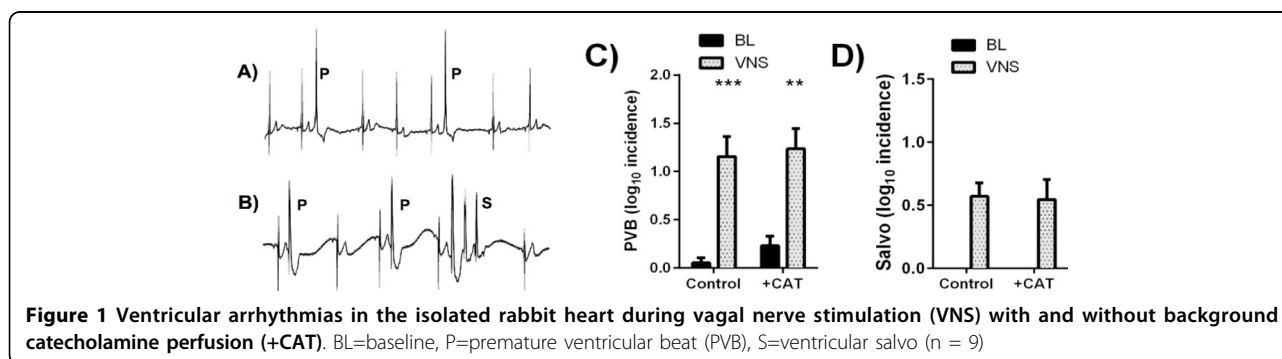 A)
P
P
B)
P
P
S
C)
BL
VNS
PVB (log10 incidence)
2.0
1.5
1.0
0.5
0.0
***
**
Control
+CAT
D)
BL
VNS
Salvo (log10 incidence)
1.5
1.0
0.5
0.0
Control
+CAT
Figure 1 Ventricular arrhythmias in the isolated rabbit heart during vagal nerve stimulation (VNS) with and without background
catecholamine perfusion (+CAT). BL=baseline, P=premature ventricular beat (PVB), S=ventricular salvo (n = 9)